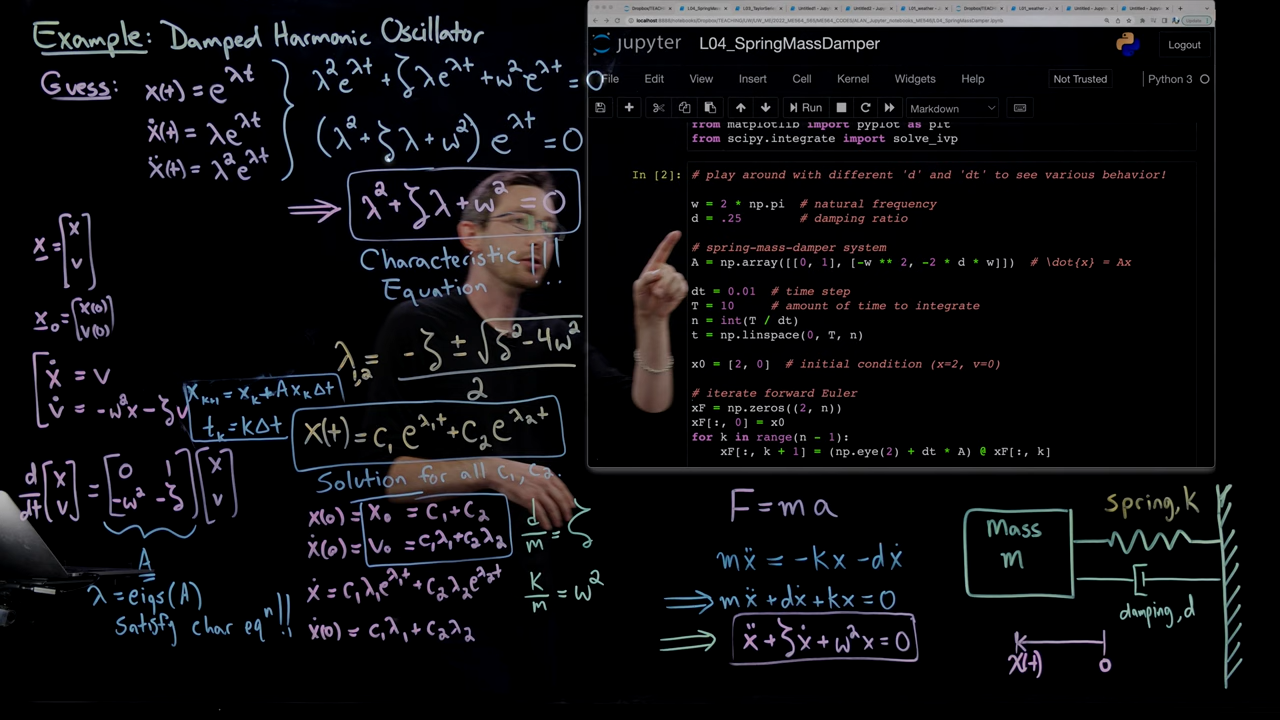 Example: Damped Harmonic Oscillator
Guess: x(t) = e^{λt}
ẋ(t) = λe^{λt}
ẍ(t) = λ²e^{λt}
λ²e^{λt} + ζλe^{λt} + ω²e^{λt} = 0
(λ² + ζλ + ω²) e^{λt} = 0
⇒ λ² + ζλ + ω² = 0
Characteristic !!!
Equation
λ₁,₂ = (-ζ ± √(ζ² - 4ω²)) / 2
x(t) = c₁e^{λ₁t} + c₂e^{λ₂t}
Solution for all c₁, c₂.
x(0) = x₀ = c₁ + c₂
ẋ(0) = v₀ = c₁λ₁ + c₂λ₂
ẋ = c₁λ₁e^{λ₁t} + c₂λ₂e^{λ₂t}
ẋ(0) = c₁λ₁ + c₂λ₂
d/m = ζ
k/m = ω²
x = [x v]
x₀ = [x(0) v(0)]
ẋ = v
v̇ = -ω²x - ζv
x_{k+1} = x_k + A x_k Δt
t_k = kΔt
d/dt [x v] = [0 1 -ω² -ζ] [x v]
A
λ = eigs(A)
Satisfy char eqⁿ!!
jupyter L04_SpringMassDamper
Logout
File Edit View Insert Cell Kernel Widgets Help
Not Trusted
Python 3
Run
Markdown
from matplotlib import pyplot as plt
from scipy.integrate import solve_ivp
In [2]:
# play around with different 'd' and 'dt' to see various behavior!
w = 2 * np.pi # natural frequency
d = .25 # damping ratio
# spring-mass-damper system
A = np.array([[0, 1], [-w ** 2, -2 * d * w]]) # \dot{x} = Ax
dt = 0.01 # time step
T = 10 # amount of time to integrate
n = int(T / dt)
t = np.linspace(0, T, n)
x0 = [2, 0] # initial condition (x=2, v=0)
# iterate forward Euler
xF = np.zeros((2, n))
xF[:, 0] = x0
for k in range(n - 1):
xF[:, k + 1] = (np.eye(2) + dt * A) @ xF[:, k]
F = ma
mẍ = -kx - dẋ
⇒ mẍ + dẋ + kx = 0
⇒ ẍ + ζẋ + ω²x = 0
Mass
m
spring, k
damping, d
x(t)
0